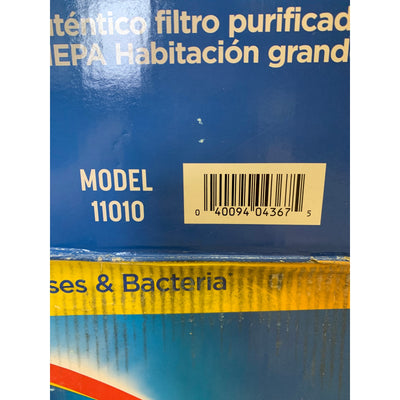 uténtico filtro purificad
HEPA Habitación grand
MODEL
11010
0 40094 04367 5
ses & Bacteria*